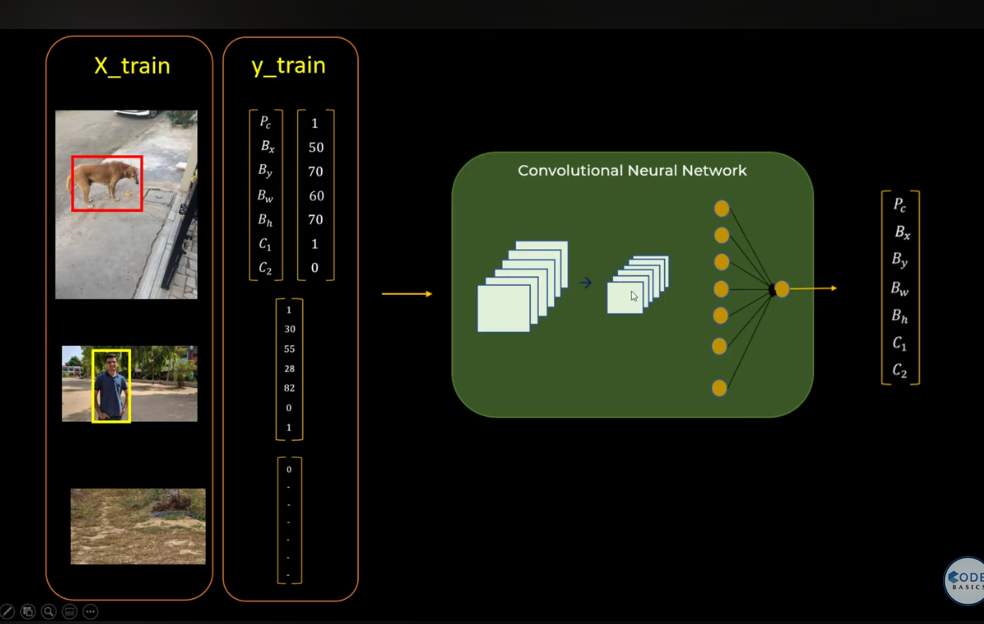 X_train
y_train
P_c
B_x
B_y
B_w
B_h
C_1
C_2
1
50
70
60
70
1
0
1
30
55
28
82
0
1
0
-
-
-
-
-
-
Convolutional Neural Network
P_c
B_x
B_y
B_w
B_h
C_1
C_2
CODE
BASICS